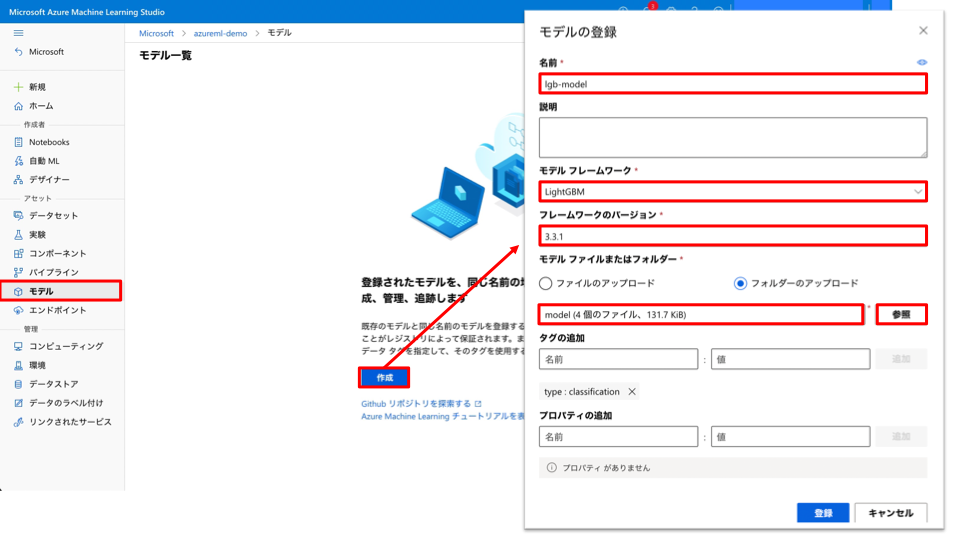 Microsoft Azure Machine Learning Studio
3
Microsoft
新規
ホーム
作成者
Notebooks
自動 ML
デザイナー
アセット
データセット
実験
コンポーネント
パイプライン
モデル
エンドポイント
管理
コンピューティング
環境
データストア
データのラベル付け
リンクされたサービス
Microsoft > azureml-demo > モデル
モデル一覧
登録されたモデルを、同じ名前の
成、管理、追跡します
既存のモデルと同じ名前のモデルを登録する
ことがレジストリによって保証されます。
データ タグを指定して、そのタグを使用する
作成
Github リポジトリを探索する
Azure Machine Learning チュートリアルを表
モデルの登録
名前 *
lgb-model
説明
モデル フレームワーク *
LightGBM
フレームワークのバージョン *
3.3.1
モデル ファイルまたはフォルダー *
ファイルのアップロード
フォルダーのアップロード
model (4 個のファイル、131.7 KiB)
*
参照
タグの追加
名前 : 値 追加
type : classification ×
プロパティの追加
名前 : 値 追加
プロパティ がありません
登録 キャンセル